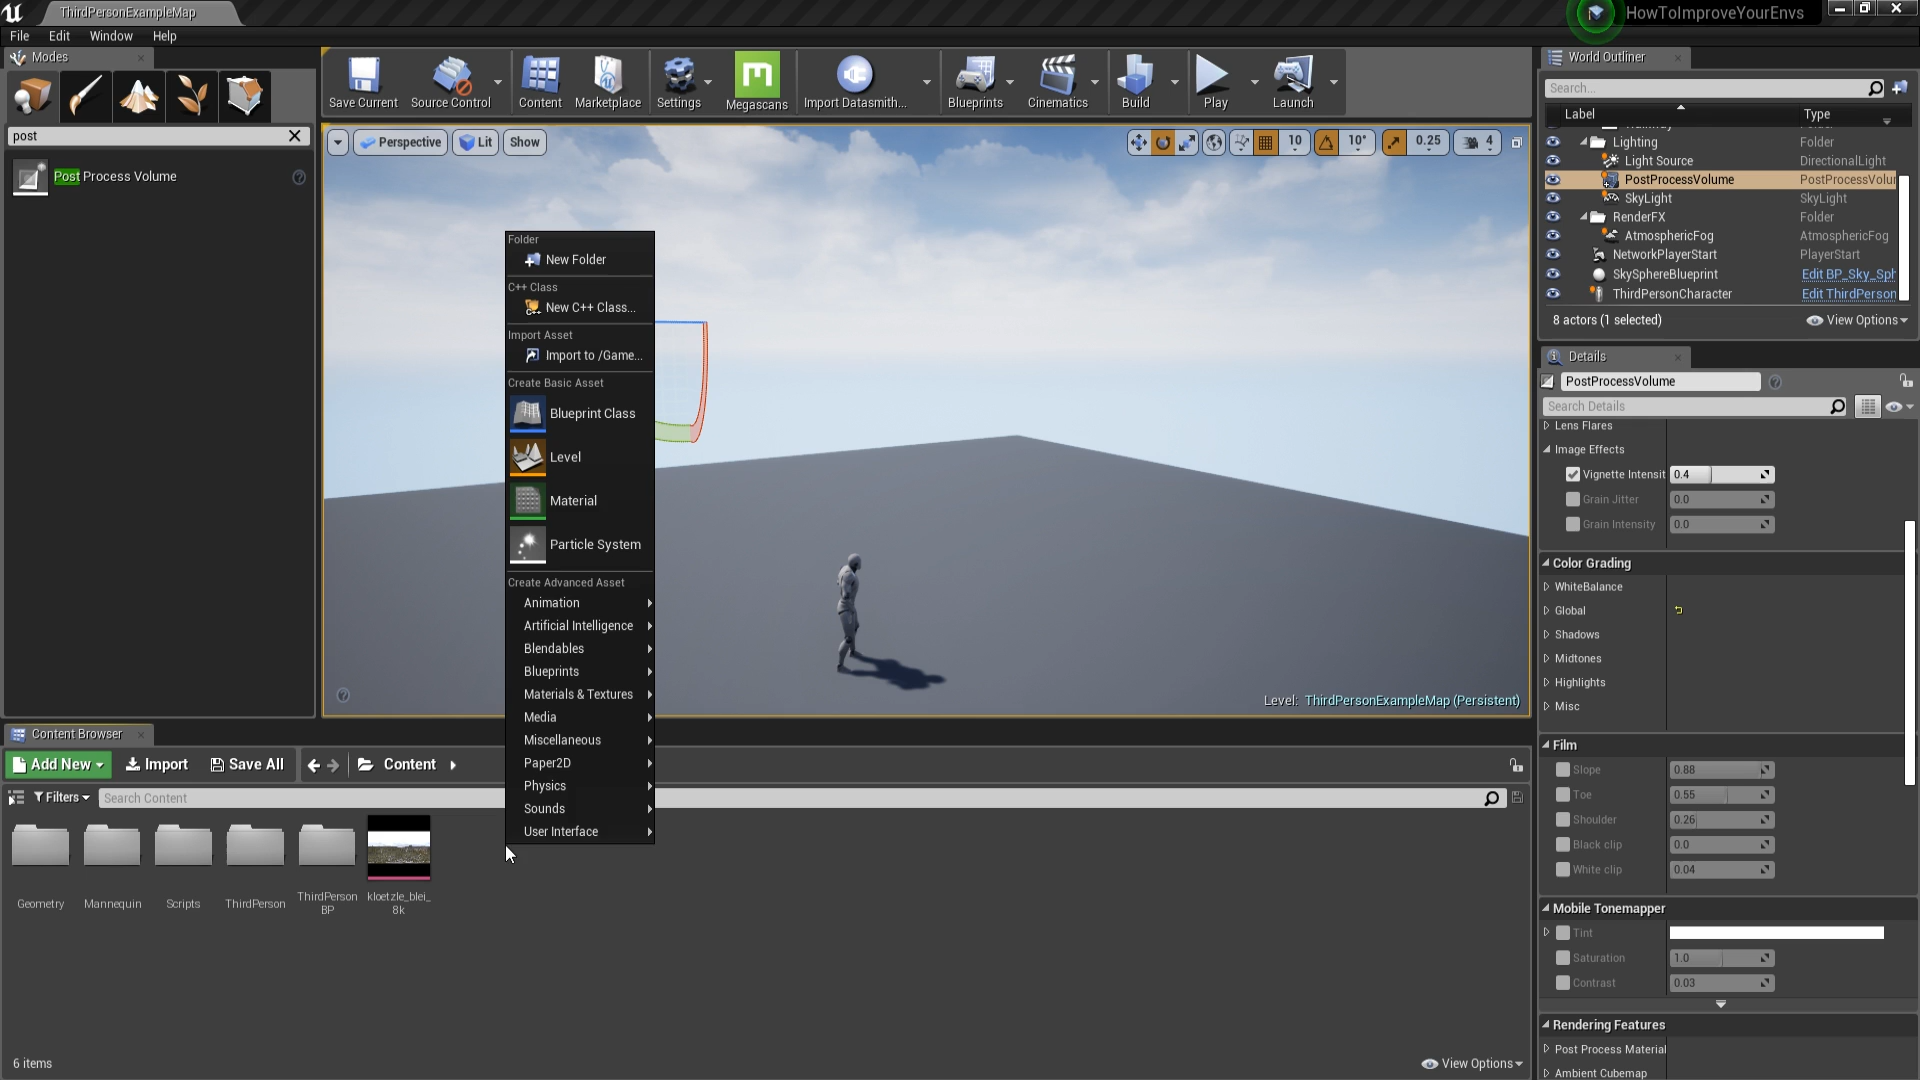 ThirdPersonExampleMap
HowToImproveYourEnvs
File Edit Window Help
Modes
post
Post Process Volume
Save Current
Source Control
Content
Marketplace
Settings
Megascans
Import Datasmith...
Blueprints
Cinematics
Build
Play
Launch
Perspective
Lit
Show
10
10°
0.25
4
Folder
New Folder
C++ Class
New C++ Class...
Import Asset
Import to /Game...
Create Basic Asset
Blueprint Class
Level
Material
Particle System
Create Advanced Asset
Animation
Artificial Intelligence
Blendables
Blueprints
Materials & Textures
Media
Miscellaneous
Paper2D
Physics
Sounds
User Interface
Level: ThirdPersonExampleMap (Persistent)
World Outliner
Search...
Label Type
Lighting Folder
Light Source DirectionalLight
PostProcessVolume PostProcessVolur
SkyLight SkyLight
RenderFX Folder
AtmosphericFog AtmosphericFog
NetworkPlayerStart PlayerStart
SkySphereBlueprint Edit BP_Sky_Sph
ThirdPersonCharacter Edit ThirdPerson
8 actors (1 selected)
View Options
Details
PostProcessVolume
Search Details
Lens Flares
Image Effects
Vignette Intensit 0.4
Grain Jitter 0.0
Grain Intensity 0.0
Color Grading
WhiteBalance
Global
Shadows
Midtones
Highlights
Misc
Film
Slope 0.88
Toe 0.55
Shoulder 0.26
Black clip 0.0
White clip 0.04
Mobile Tonemapper
Tint
Saturation 1.0
Contrast 0.03
Rendering Features
Post Process Material
Ambient Cubemap
Content Browser
Add New
Import
Save All
Content
Filters
Search Content
Geometry
Mannequin
Scripts
ThirdPerson
ThirdPerson
BP
kloetzle_blei_
8k
6 items
View Options